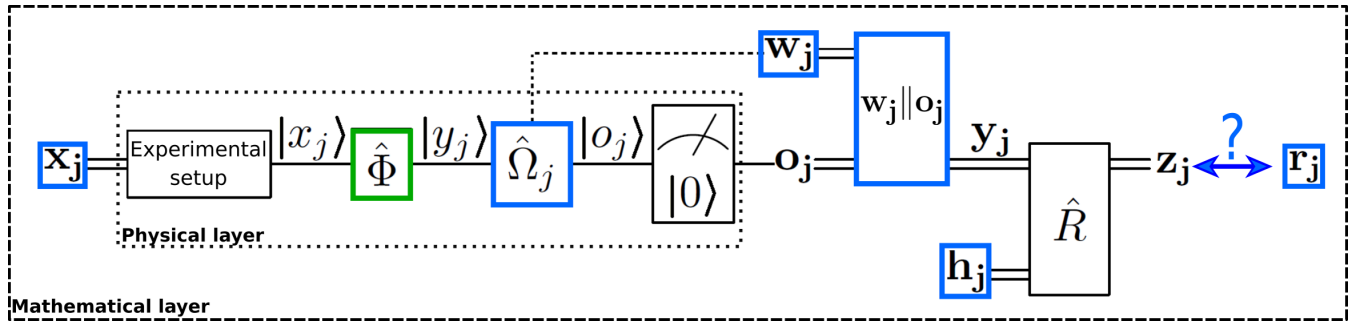 x_j
Experimental
setup
|x_j⟩
Φ̂
|y_j⟩
Ω̂_j
|o_j⟩
|0⟩
o_j
w_j
w_j‖o_j
y_j
h_j
R̂
z_j
?
r_j
Physical layer
Mathematical layer